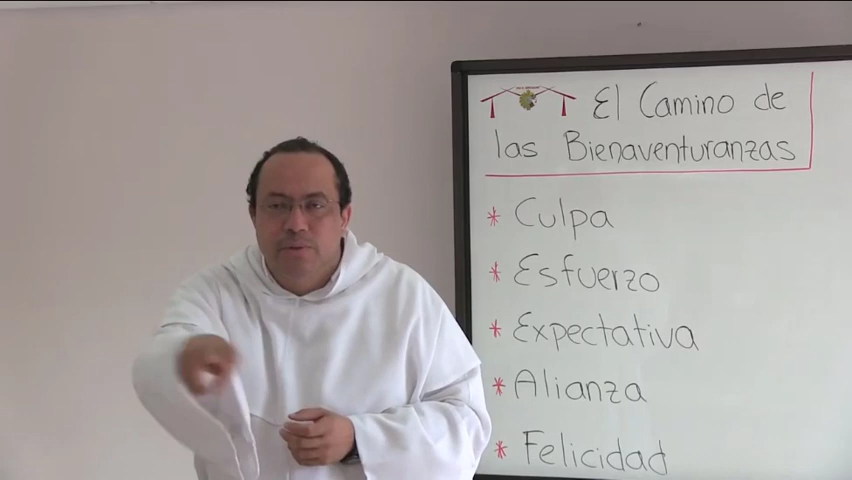 El Camino de
las Bienaventuranzas
* Culpa
* Esfuerzo
* Expectativa
* Alianza
* Felicidad